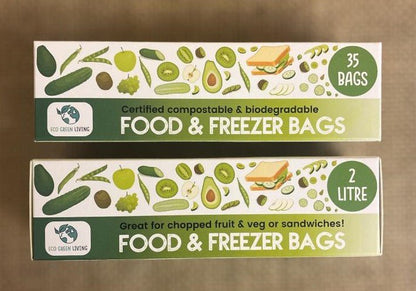 35
BAGS
Certified compostable & biodegradable
ECO GREEN LIVING
FOOD & FREEZER BAGS
2
LITRE
Great for chopped fruit & veg or sandwiches!
ECO GREEN LIVING
FOOD & FREEZER BAGS